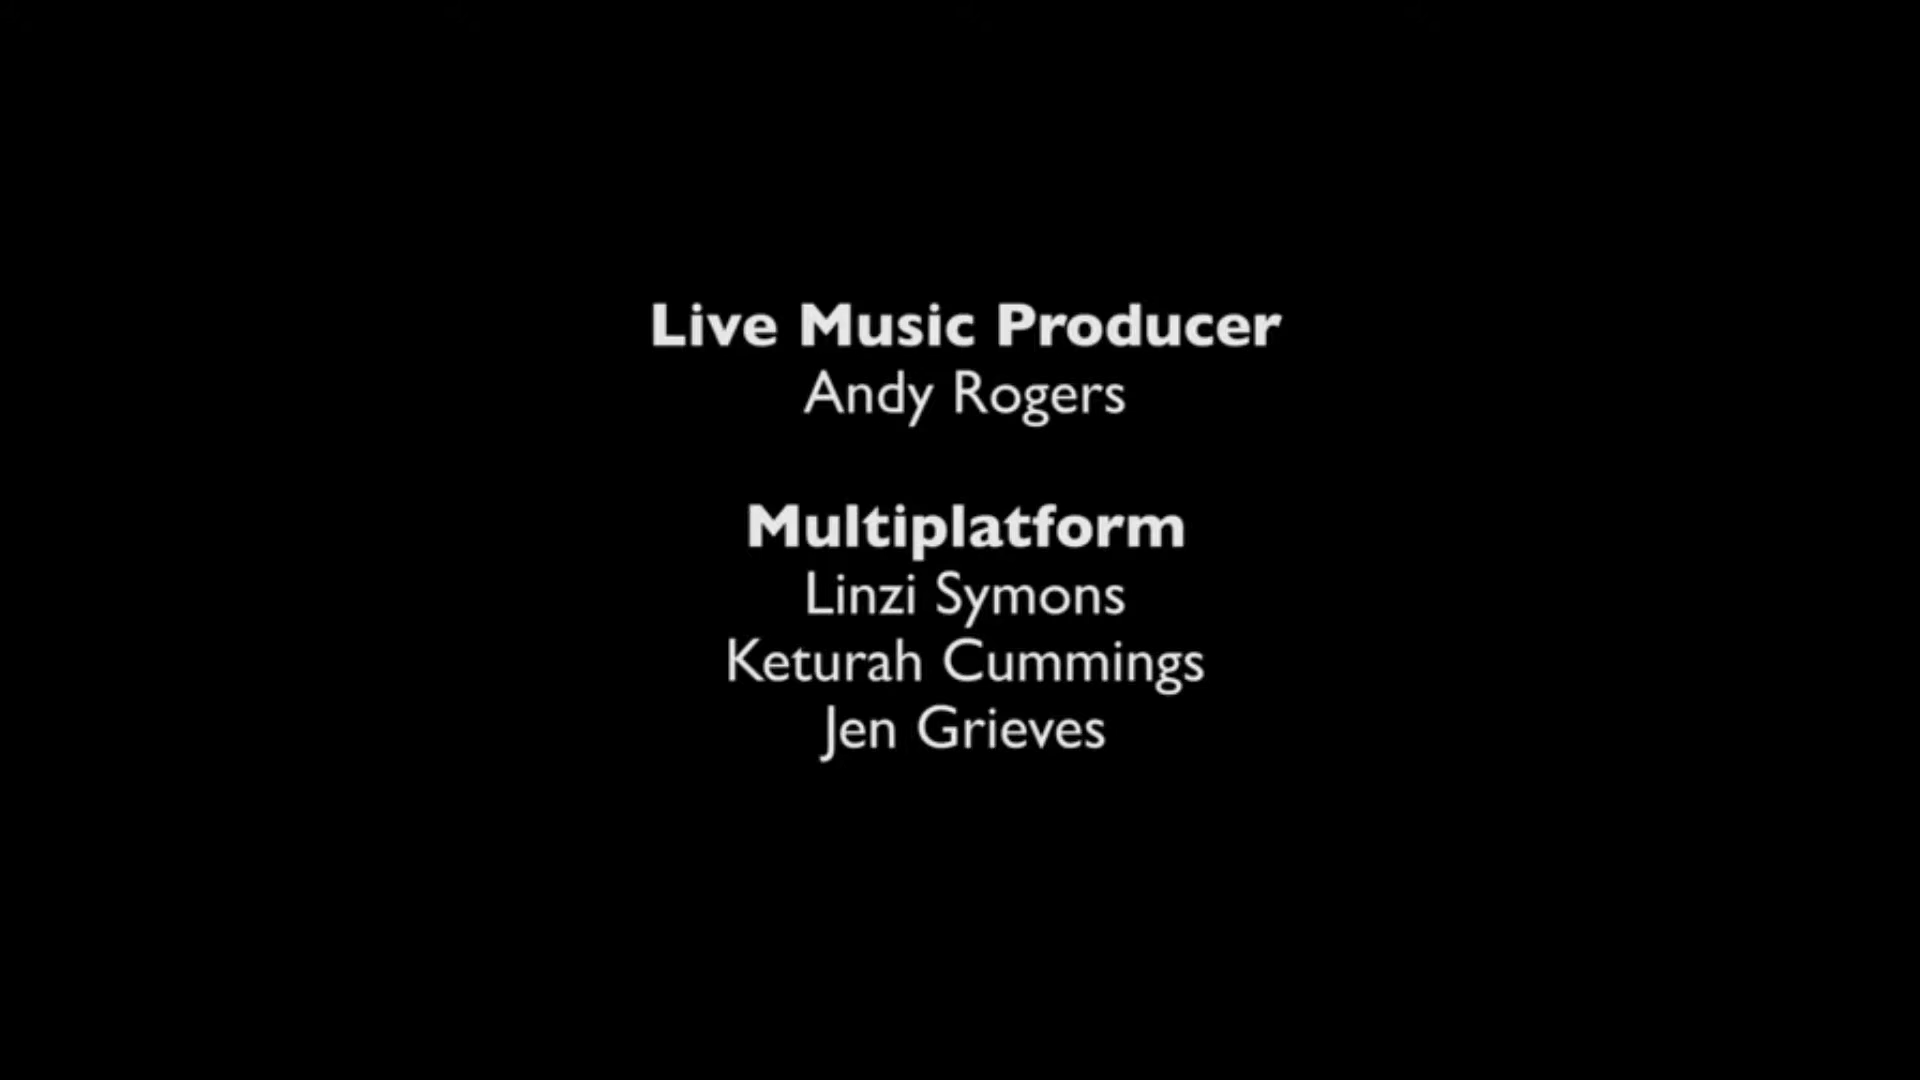 Live Music Producer
Andy Rogers
Multiplatform
Linzi Symons
Keturah Cummings
Jen Grieves